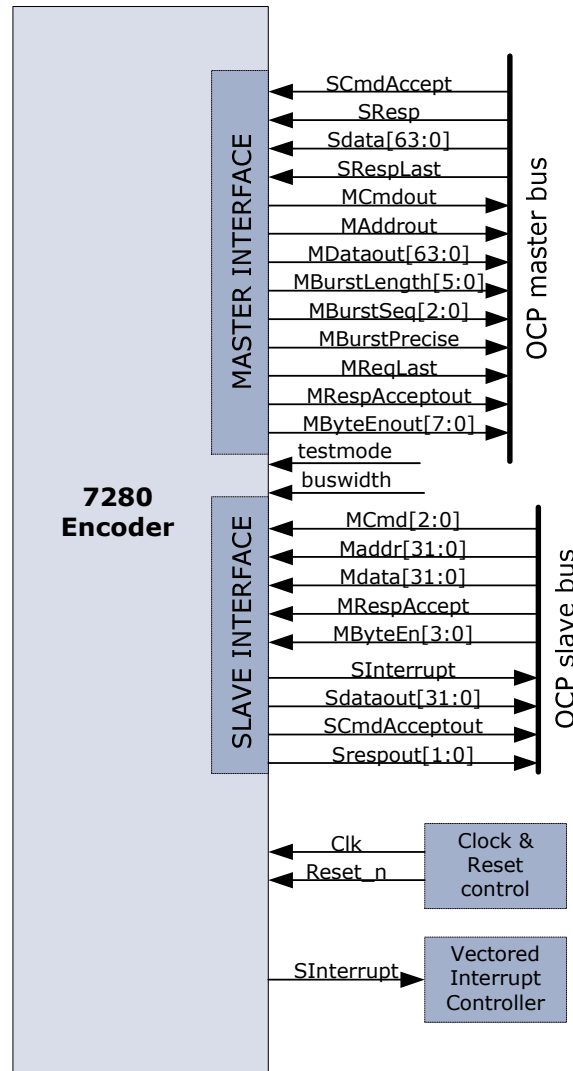 SCmdAccept
SResp
Sdata[63:0]
SRespLast
MCmdout
MAddrout
MDataout[63:0]
MBurstLength[5:0]
MBurstSeq[2:0]
MBurstPrecise
MReqLast
MRespAcceptout
MByteEnout[7:0]
MASTER INTERFACE
OCP master bus
testmode
buswidth
7280
Encoder
MCmd[2:0]
Maddr[31:0]
Mdata[31:0]
MRespAccept
MByteEn[3:0]
SInterrupt
Sdataout[31:0]
SCmdAcceptout
Srespout[1:0]
SLAVE INTERFACE
OCP slave bus
Clk
Reset_n
Clock &
Reset
control
SInterrupt
Vectored
Interrupt
Controller